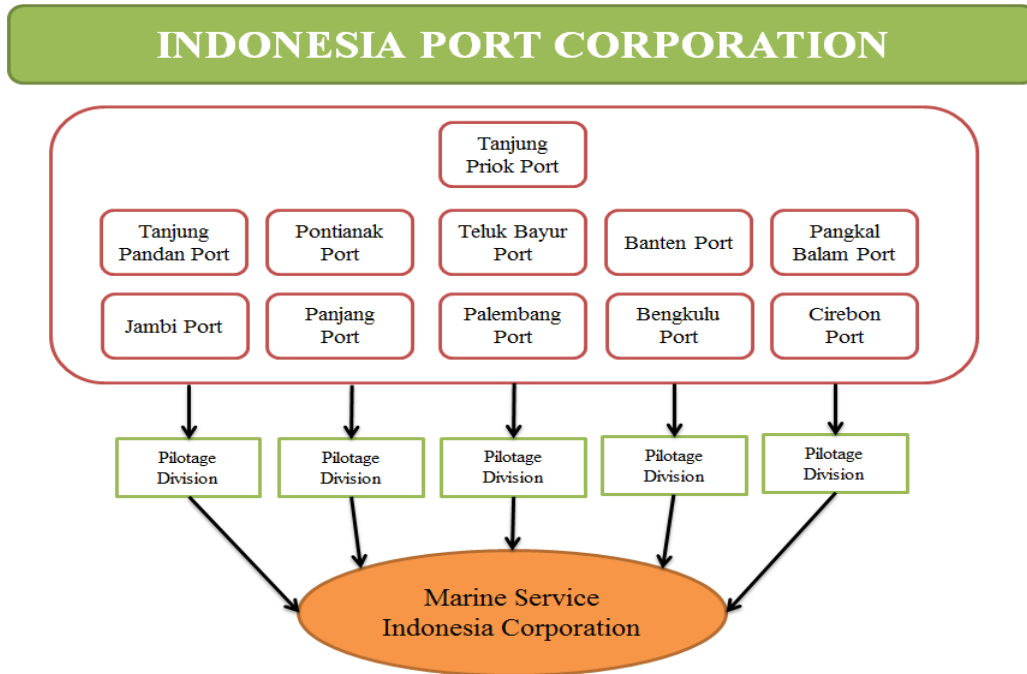 INDONESIA PORT CORPORATION
Tanjung
Priok Port
Tanjung
Pandan Port
Pontianak
Port
Teluk Bayur
Port
Banten Port
Pangkal
Balam Port
Jambi Port
Panjang
Port
Palembang
Port
Bengkulu
Port
Cirebon
Port
Pilotage
Division
Pilotage
Division
Pilotage
Division
Pilotage
Division
Pilotage
Division
Marine Service
Indonesia Corporation